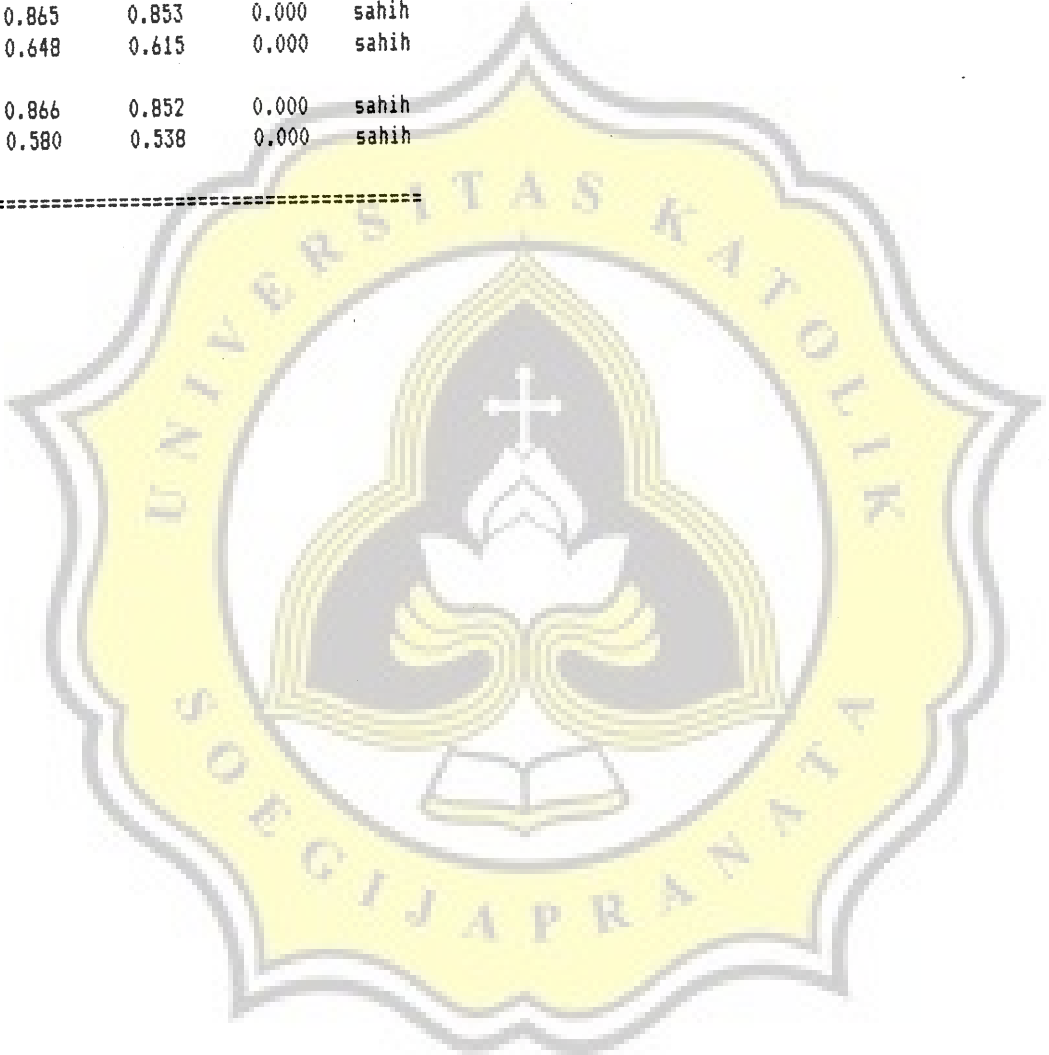 0.865 0.853 0.000 sahih
0.648 0.615 0.000 sahih
0.866 0.852 0.000 sahih
0.580 0.538 0.000 sahih
==========================================
UNIVERSITAS KATOLIK
SOEGIJAPRANATA